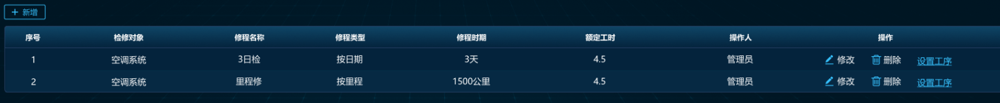 + 新增
序号 检修对象 修程名称 修程类型 修程时期 额定工时 操作人 操作
1 空调系统 3日检 按日期 3天 4.5 管理员 修改 删除 设置工序
2 空调系统 里程修 按里程 1500公里 4.5 管理员 修改 删除 设置工序